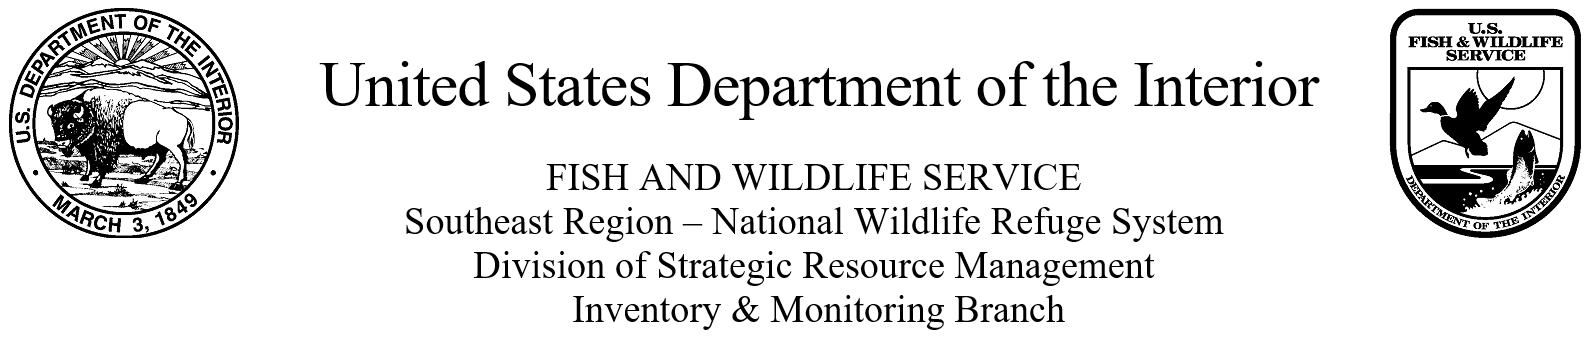 U.S. DEPARTMENT OF THE INTERIOR
MARCH 3, 1849
United States Department of the Interior
FISH AND WILDLIFE SERVICE
Southeast Region – National Wildlife Refuge System
Division of Strategic Resource Management
Inventory & Monitoring Branch
U.S.
FISH & WILDLIFE
SERVICE
DEPARTMENT OF THE INTERIOR